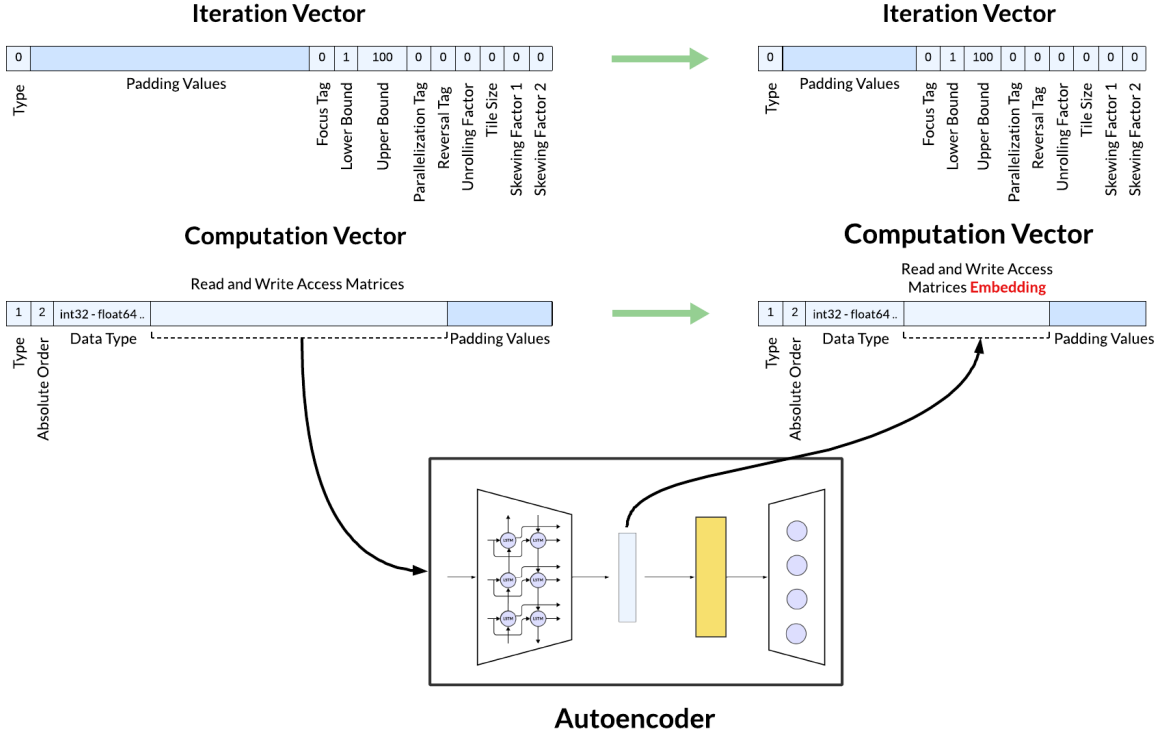 Iteration Vector
Iteration Vector
0 0 1 100 0 0 0 0 0 0
0 0 1 100 0 0 0 0 0 0
Padding Values
Padding Values
Type
Focus Tag
Lower Bound
Upper Bound
Parallelization Tag
Reversal Tag
Unrolling Factor
Tile Size
Skewing Factor 1
Skewing Factor 2
Type
Focus Tag
Lower Bound
Upper Bound
Parallelization Tag
Reversal Tag
Unrolling Factor
Tile Size
Skewing Factor 1
Skewing Factor 2
Computation Vector
Computation Vector
Read and Write Access Matrices
Read and Write Access
Matrices Embedding
1 2 int32 - float64 ..
1 2 int32 - float64 ..
Type
Absolute Order
Data Type
Padding Values
Type
Absolute Order
Data Type
Padding Values
LSTM LSTM
LSTM LSTM
LSTM LSTM
Autoencoder